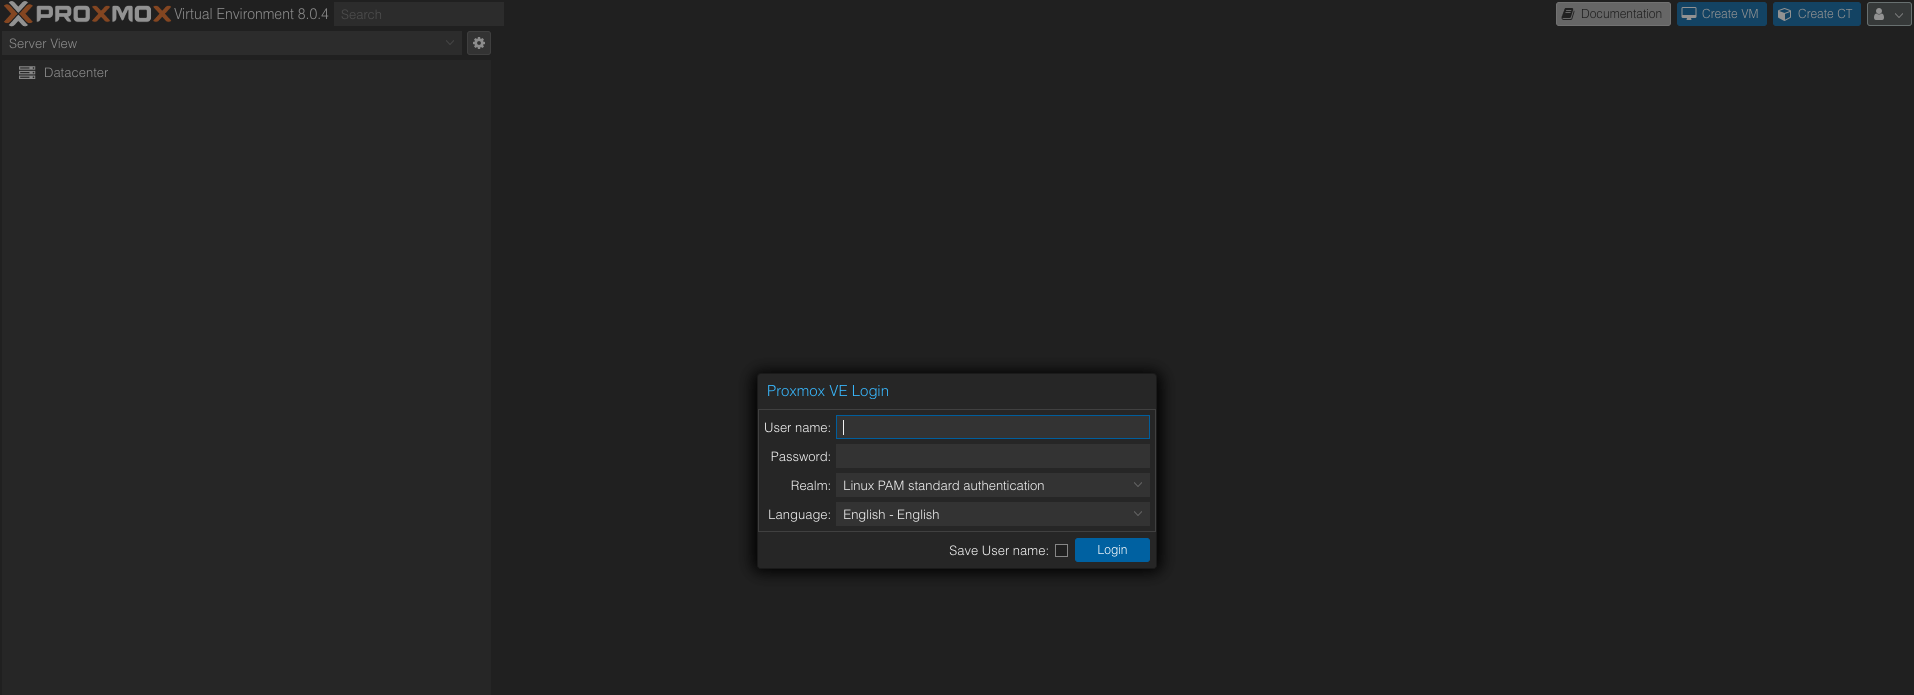 PROXMOX Virtual Environment 8.0.4 Search Documentation Create VM Create CT
Server View
Datacenter
Proxmox VE Login
User name:
Password:
Realm: Linux PAM standard authentication
Language: English - English
Save User name: Login